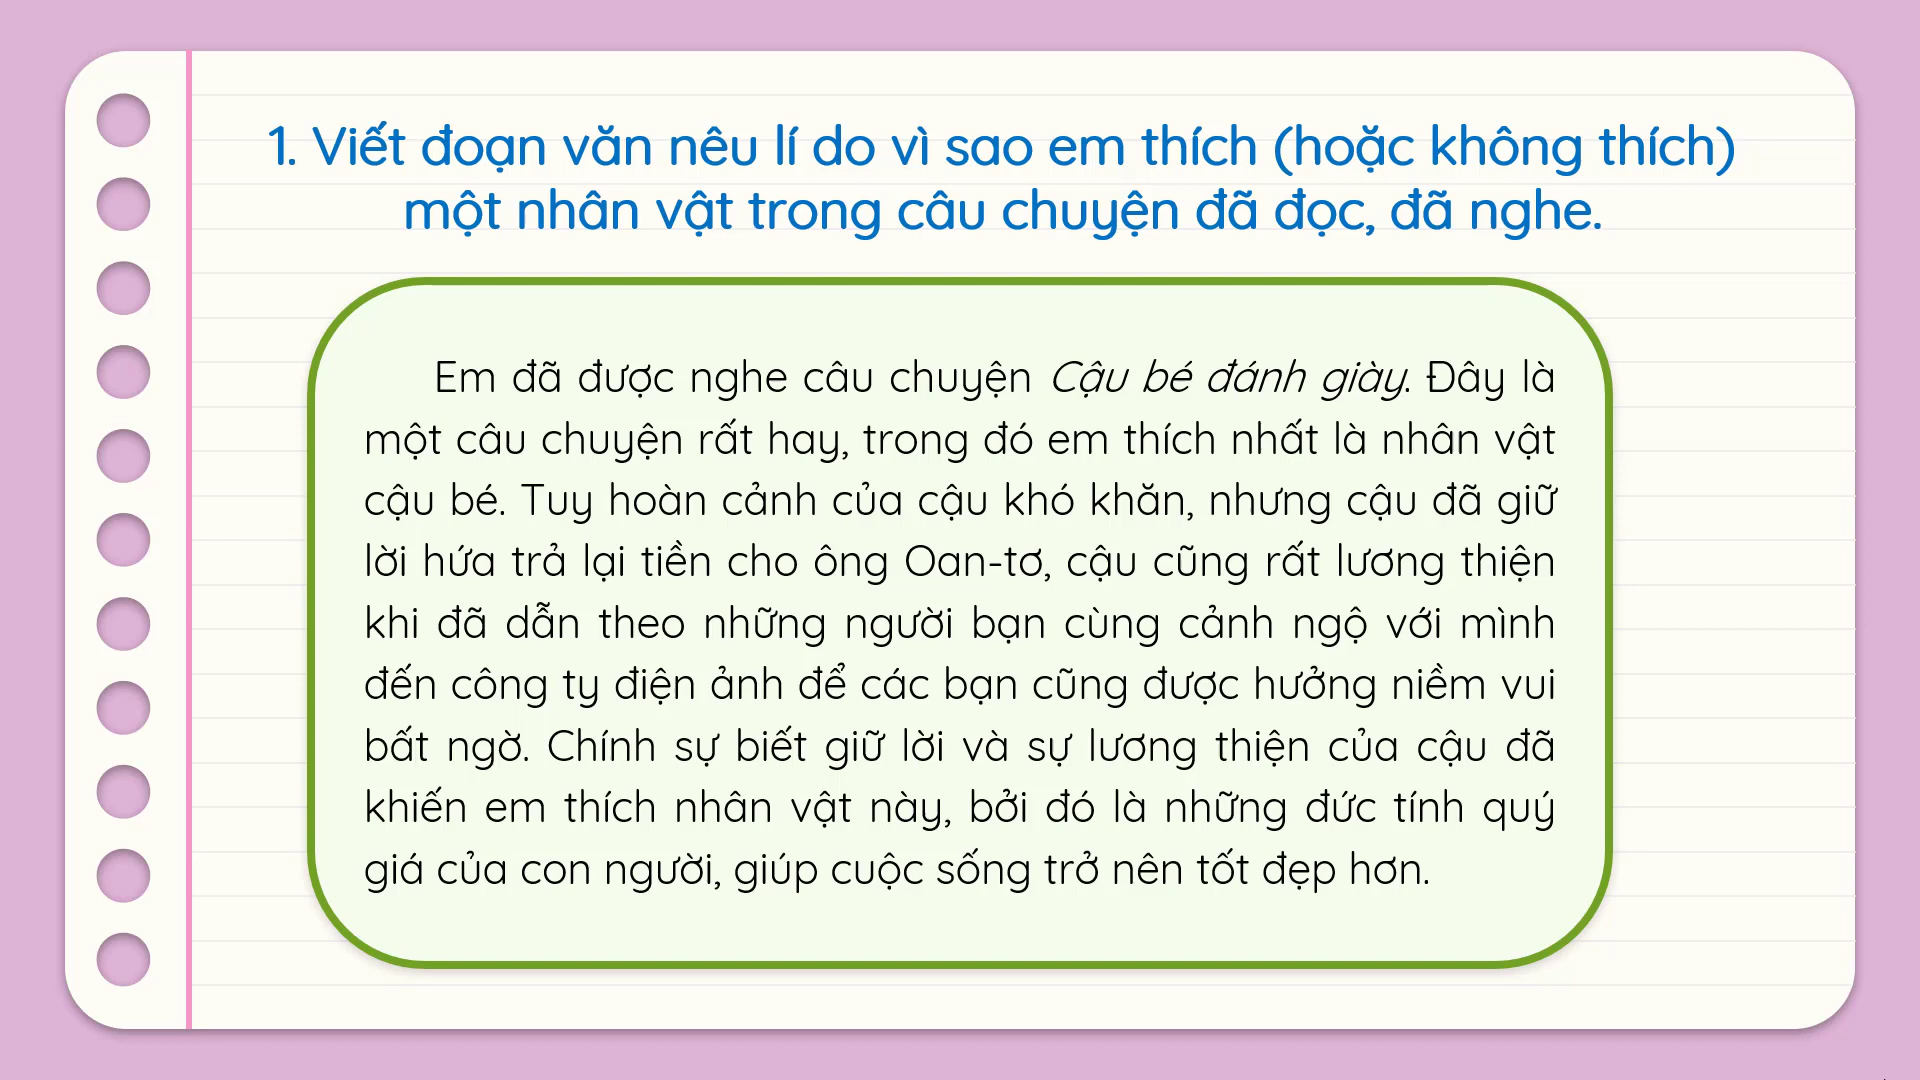 1. Viết đoạn văn nêu lí do vì sao em thích (hoặc không thích)
một nhân vật trong câu chuyện đã đọc, đã nghe.
Em đã được nghe câu chuyện Cậu bé đánh giày. Đây là
một câu chuyện rất hay, trong đó em thích nhất là nhân vật
cậu bé. Tuy hoàn cảnh của cậu khó khăn, nhưng cậu đã giữ
lời hứa trả lại tiền cho ông Oan-tơ, cậu cũng rất lương thiện
khi đã dẫn theo những người bạn cùng cảnh ngộ với mình
đến công ty điện ảnh để các bạn cũng được hưởng niềm vui
bất ngờ. Chính sự biết giữ lời và sự lương thiện của cậu đã
khiến em thích nhân vật này, bởi đó là những đức tính quý
giá của con người, giúp cuộc sống trở nên tốt đẹp hơn.